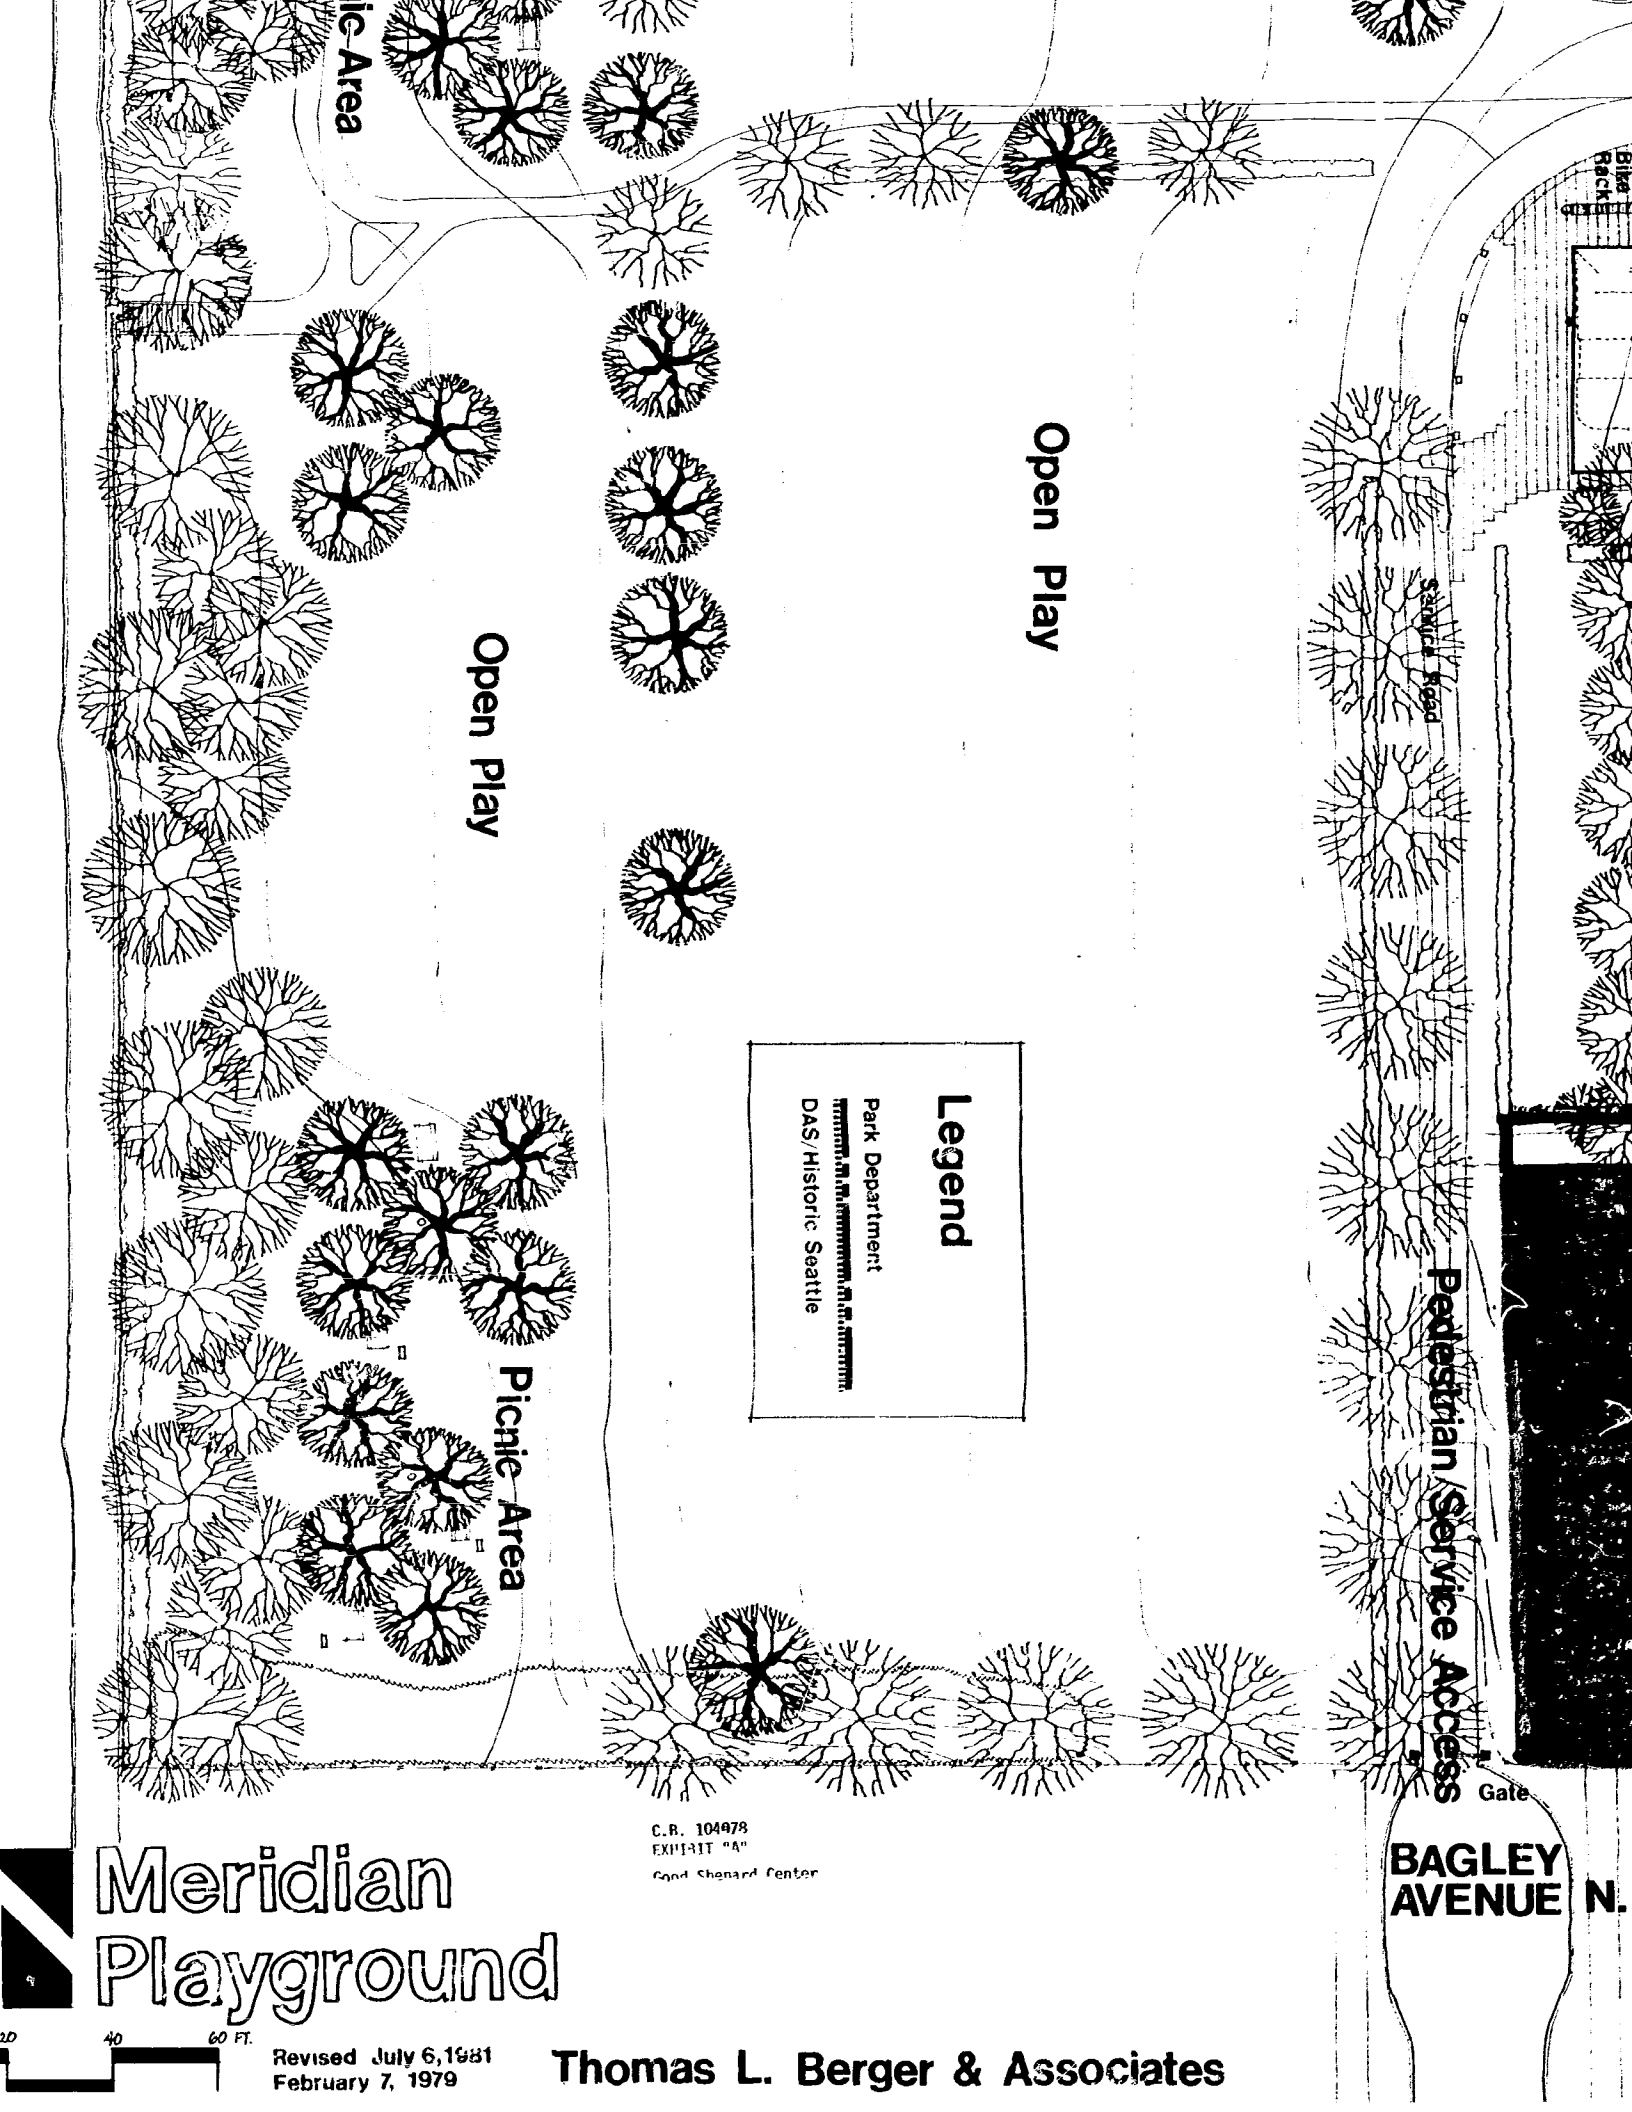 ic Area
Bike
Racks
Open Play
Open Play
Service Road
Legend
Park Department
DAS/Historic Seattle
Picnic Area
Pedestrian/Service Access
Gate
C.B. 104978
EXHIBIT "A"
Good Shepard Center
BAGLEY
AVENUE N.
Meridian
Playground
20 40 60 FT.
Revised July 6, 1981
February 7, 1979
Thomas L. Berger & Associates